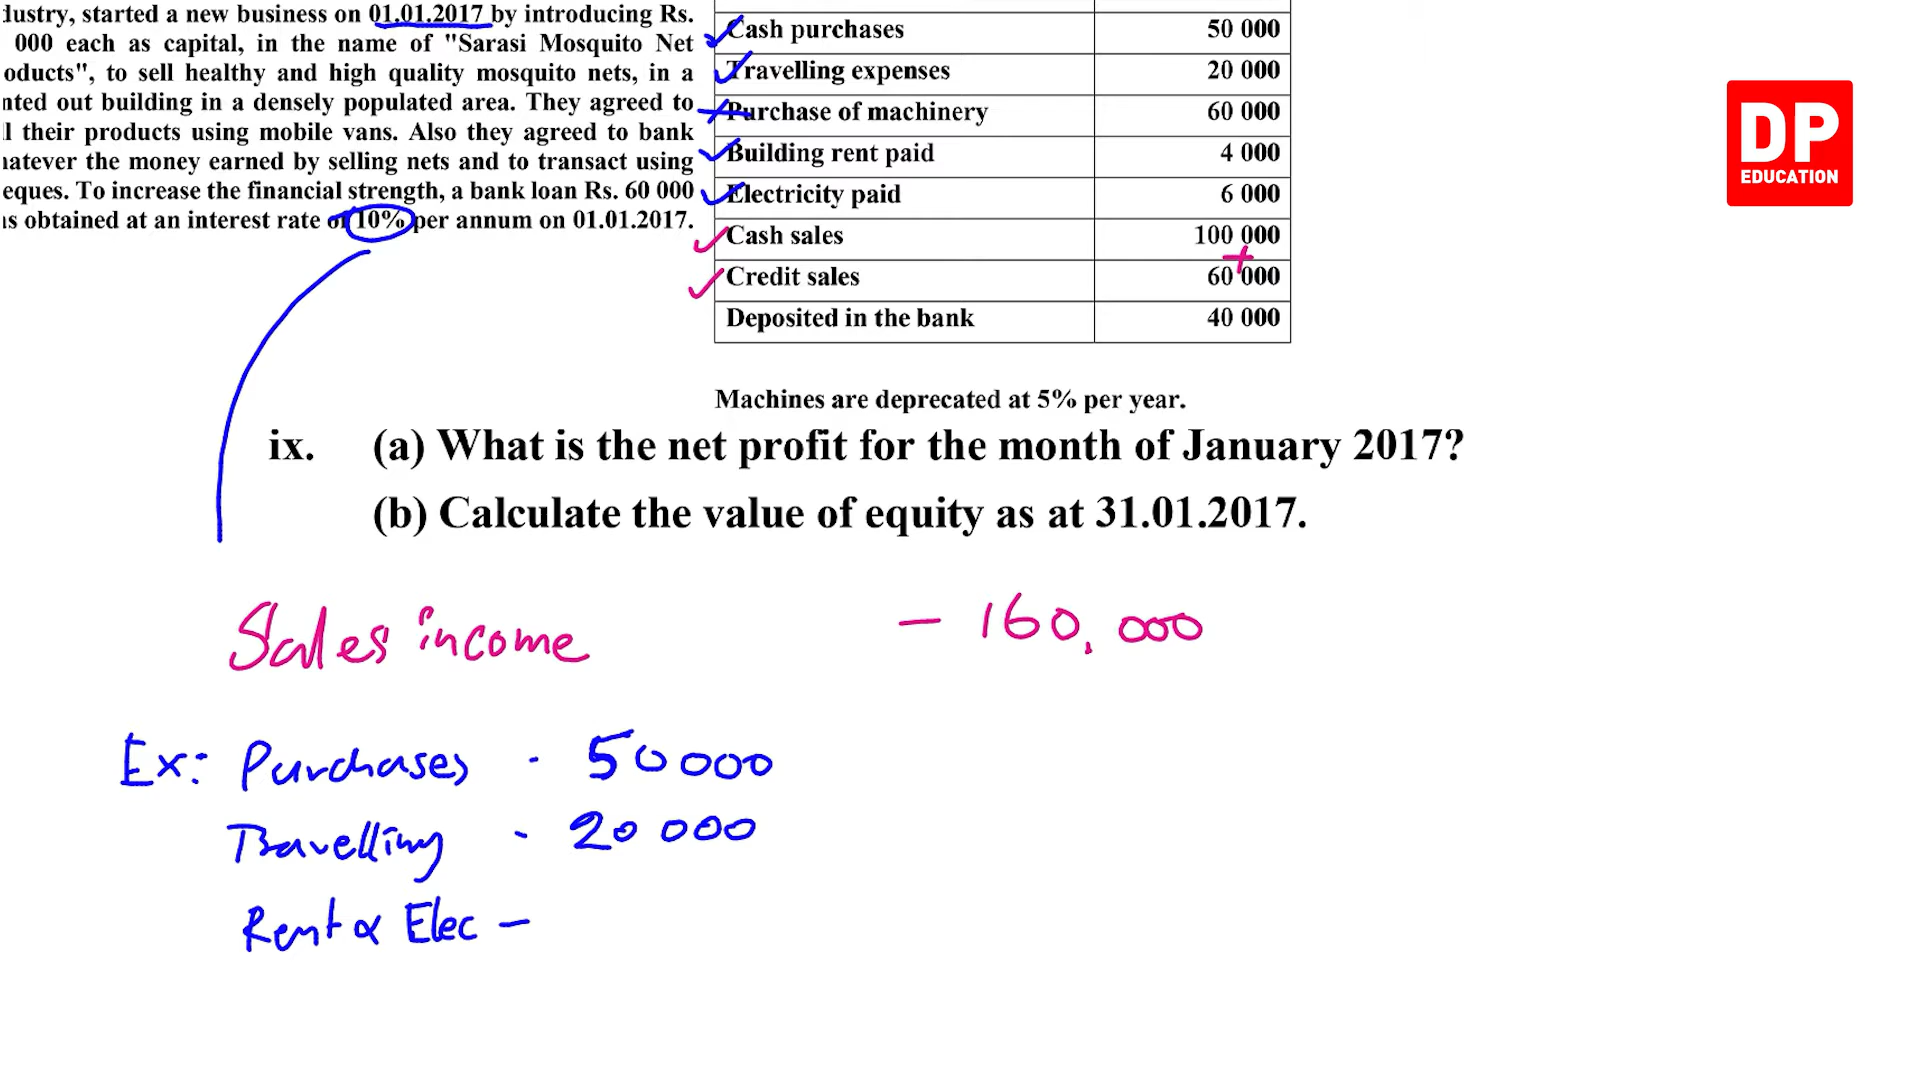 dustry, started a new business on 01.01.2017 by introducing Rs.
000 each as capital, in the name of "Sarasi Mosquito Net
oducts", to sell healthy and high quality mosquito nets, in a
nted out building in a densely populated area. They agreed to
l their products using mobile vans. Also they agreed to bank
hatever the money earned by selling nets and to transact using
eques. To increase the financial strength, a bank loan Rs. 60 000
as obtained at an interest rate of 10% per annum on 01.01.2017.
Cash purchases 50 000
Travelling expenses 20 000
Purchase of machinery 60 000
Building rent paid 4 000
Electricity paid 6 000
Cash sales 100 000
+
Credit sales 60 000
Deposited in the bank 40 000
DP
EDUCATION
Machines are deprecated at 5% per year.
ix. (a) What is the net profit for the month of January 2017?
(b) Calculate the value of equity as at 31.01.2017.
Sales income - 160,000
Ex: Purchases - 50 000
Travelling - 20 000
Rent & Elec -